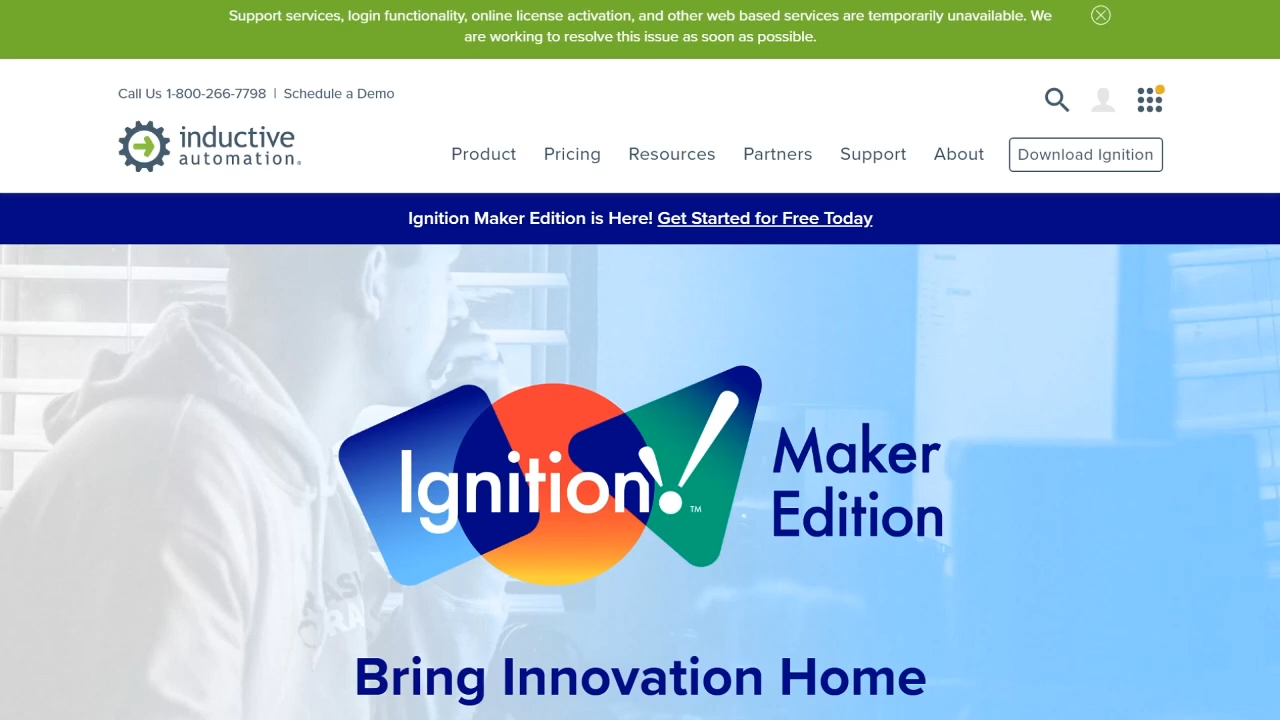 Support services, login functionality, online license activation, and other web based services are temporarily unavailable. We
are working to resolve this issue as soon as possible.
Call Us 1-800-266-7798 | Schedule a Demo
inductive
automation.
Product Pricing Resources Partners Support About Download Ignition
Ignition Maker Edition is Here! Get Started for Free Today
Ignition! TM
Maker
Edition
Bring Innovation Home